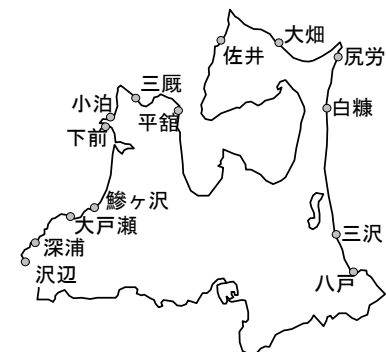 大畑
佐井
尻労
三厩
小泊
平舘
白糠
下前
鰺ヶ沢
大戸瀬
三沢
深浦
沢辺
八戸